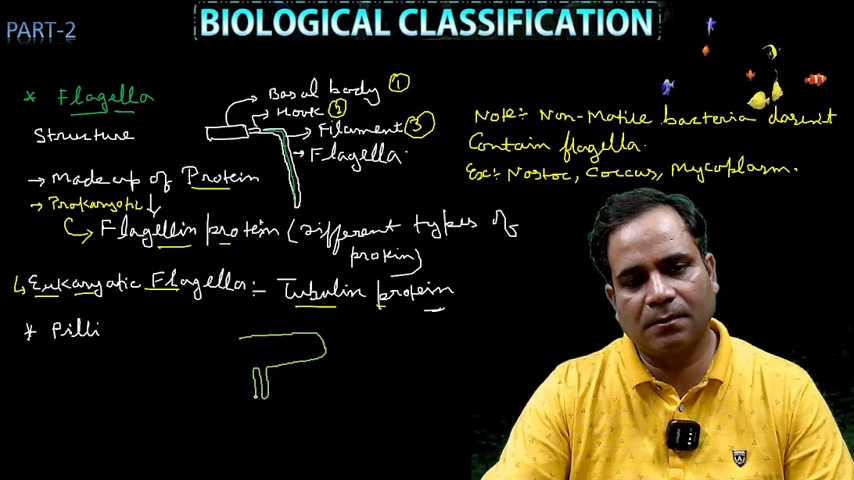 PART-2
BIOLOGICAL CLASSIFICATION
* Flagella
Structure
→ Made up of Protein
→ Prokaryotic ↓
Flagellin protein (different types of
protein)
↳ Eukaryotic Flagella :- Tubulin protein
* Pilli
Basal body 1
Hook 2
Filament 3
Flagella
Note:- Non-Motile bacteria dasen't
Contain flagella.
Ex:- Nostoc, Coccus, Mycoplasm.